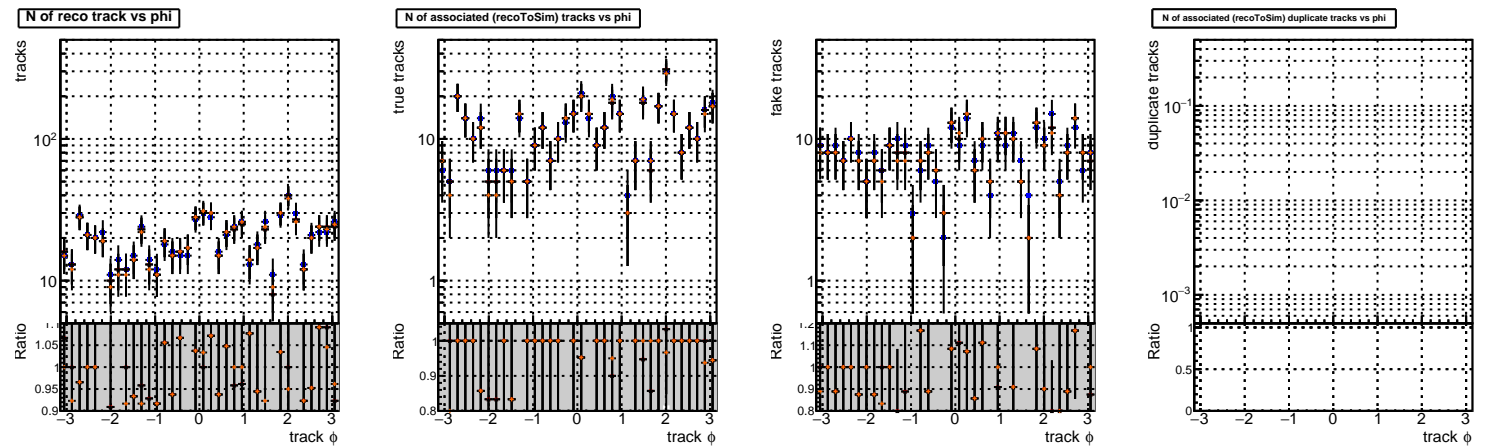 N of reco track vs phi
tracks
10²
10
Ratio
1.1
1.05
1
0.95
0.9
−3 −2 −1 0 1 2 3
track ϕ
N of associated (recoToSim) tracks vs phi
true tracks
10
1
Ratio
1
0.9
0.8
−3 −2 −1 0 1 2 3
track ϕ
fake tracks
10
1
Ratio
1.2
1.1
1
0.9
0.8
−3 −2 −1 0 1 2 3
track ϕ
N of associated (recoToSim) duplicate tracks vs phi
duplicate tracks
10⁻¹
10⁻²
10⁻³
Ratio
1
0.5
0
−3 −2 −1 0 1 2 3
track ϕ